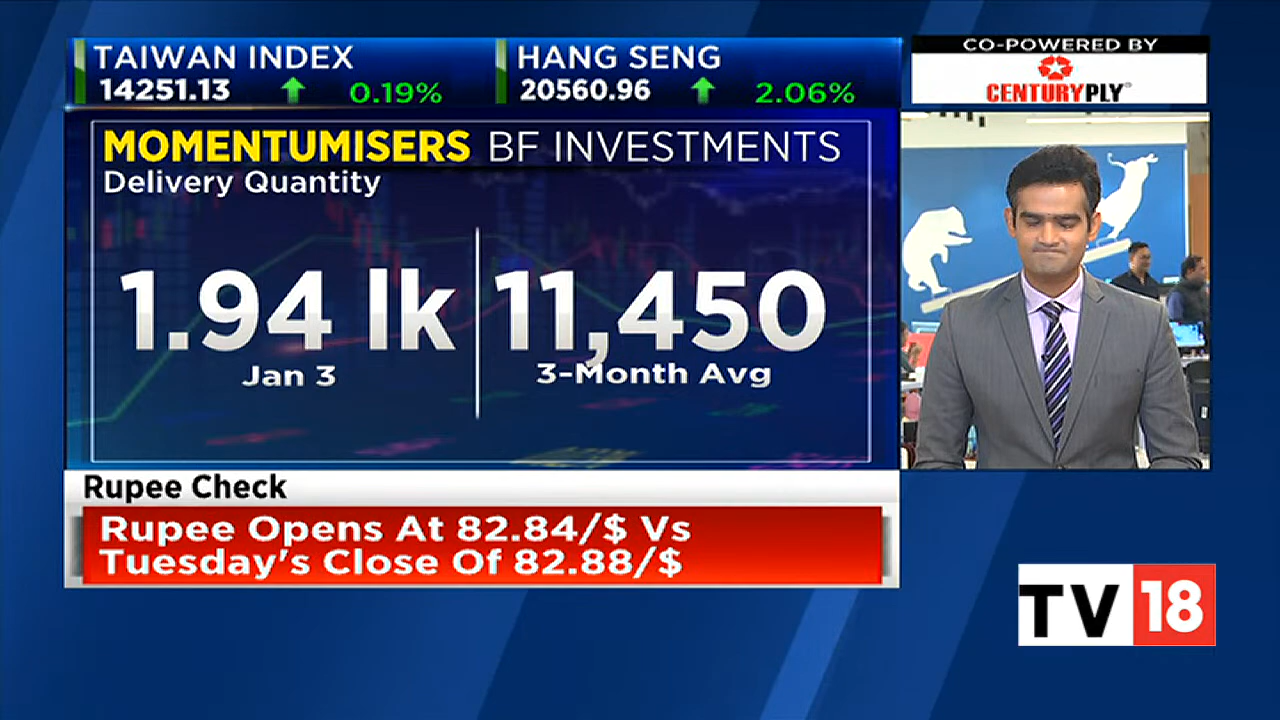 TAIWAN INDEX
14251.13 0.19%
HANG SENG
20560.96 2.06%
CO-POWERED BY
CENTURYPLY
MOMENTUMISERS BF INVESTMENTS
Delivery Quantity
1.94 lk
Jan 3
11,450
3-Month Avg
Rupee Check
Rupee Opens At 82.84/$ Vs
Tuesday's Close Of 82.88/$
TV18